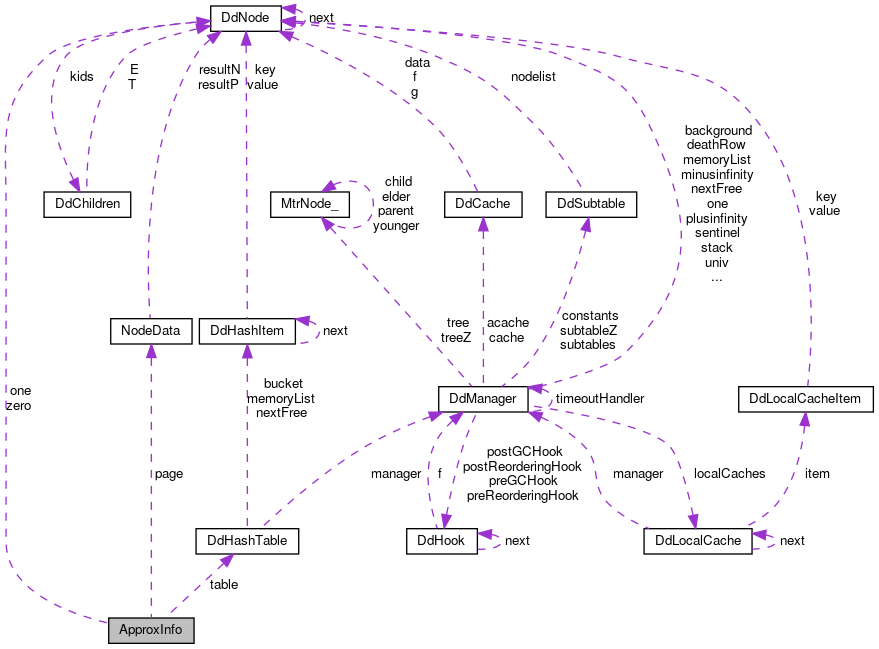 DdNode
next
kids
E
T
resultN
resultP
key
value
data
f
g
nodelist
background
deathRow
memoryList
minusinfinity
nextFree
one
plusinfinity
sentinel
stack
univ
...
key
value
DdChildren
MtrNode_
child
elder
parent
younger
DdCache
DdSubtable
NodeData
DdHashItem
next
tree
treeZ
acache
cache
constants
subtableZ
subtables
one
zero
bucket
memoryList
nextFree
DdManager
timeoutHandler
DdLocalCacheItem
page
manager
f
postGCHook
postReorderingHook
preGCHook
preReorderingHook
manager
localCaches
item
DdHashTable
DdHook
next
DdLocalCache
next
table
ApproxInfo